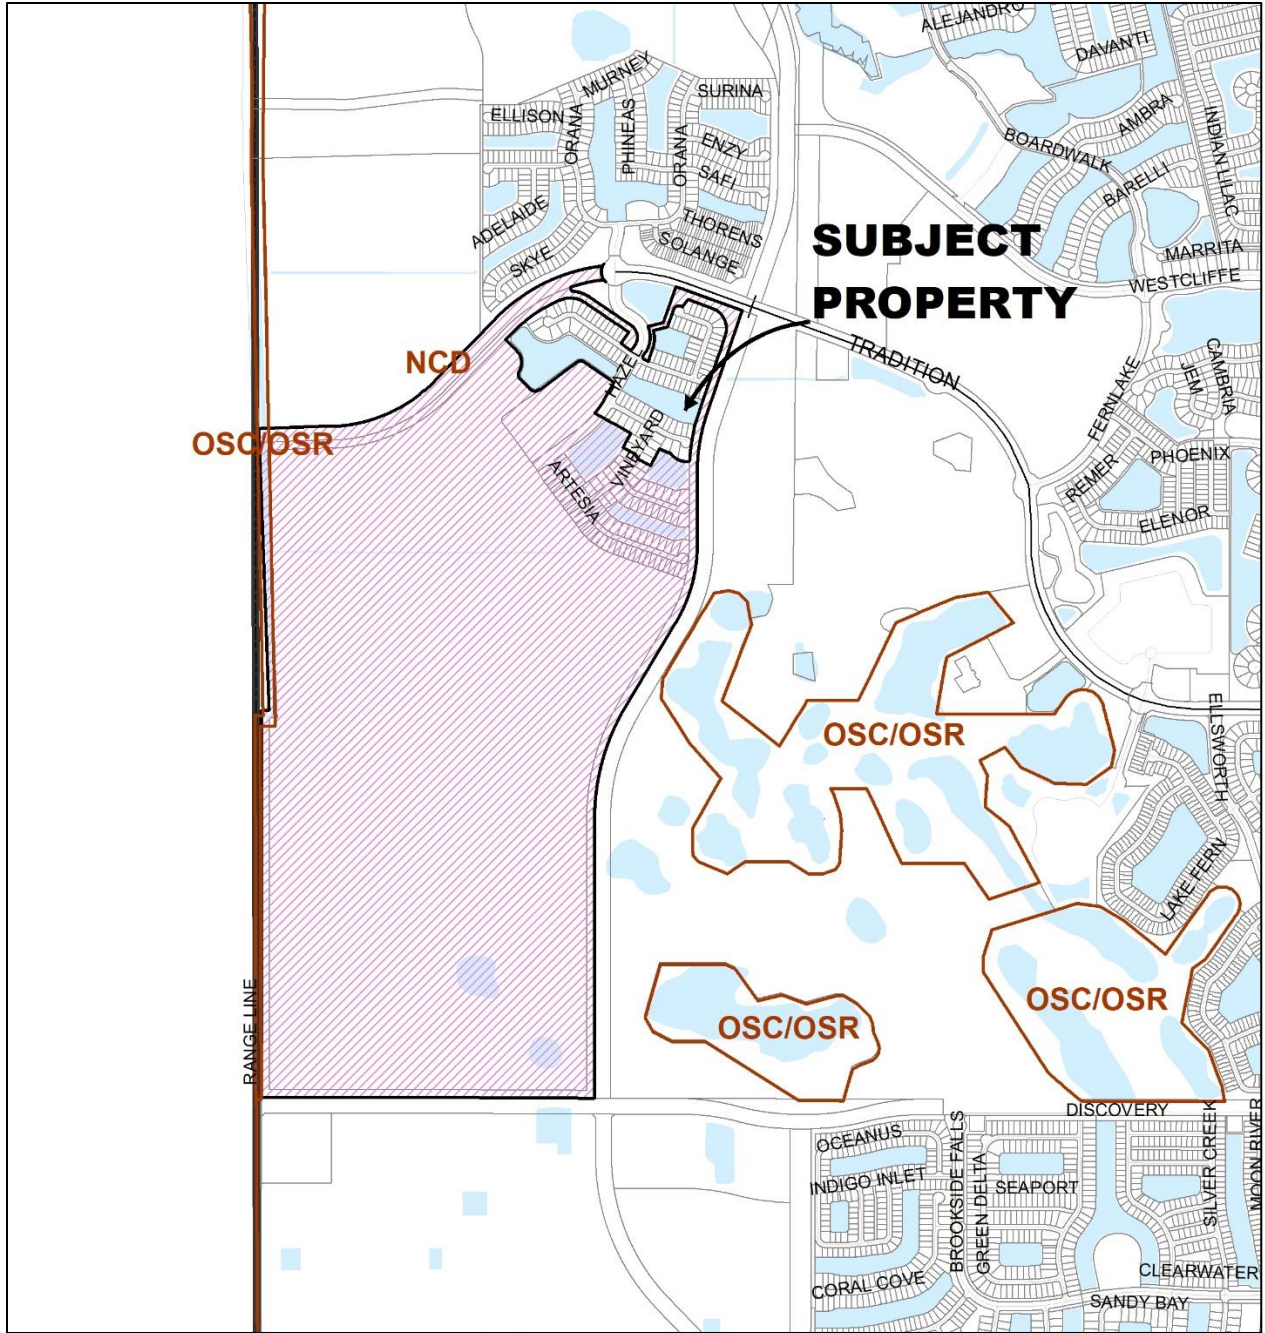 ALEJANDRO
DAVANTI
MURNEY
SURINA
ELLISON
ORANA
PHINEAS
ORANA
ENZY
SAFI
AMBRA
INDIAN LILAC
BOARDWALK
BARELLI
ADELAIDE
SKYE
THORENS
SOLANGE
SUBJECT
PROPERTY
MARRITA
WESTCLIFFE
TRADITION
NCD
HAZEL
CAMBRIA
JEM
FERNLAKE
OSC/OSR
VINEYARD
ARTESIA
PHOENIX
REMER
ELENOR
OSC/OSR
ELLSWORTH
LAKE FERN
RANGE LINE
OSC/OSR
OSC/OSR
DISCOVERY
OCEANUS
INDIGO INLET
BROOKSIDE FALLS
GREEN DELTA
SEAPORT
SILVER CREEK
MOON RIVER
CORAL COVE
CLEARWATER
SANDY BAY